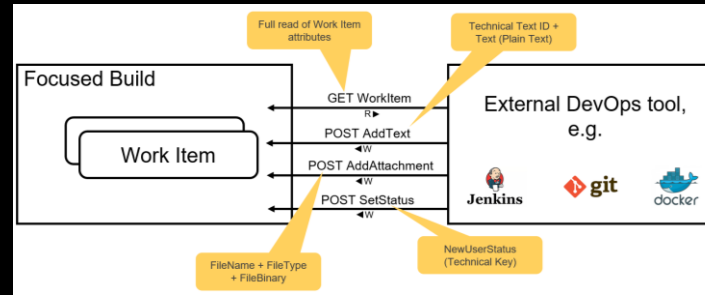 Full read of Work Item
attributes
Technical Text ID +
Text (Plain Text)
Focused Build
Work Item
GET WorkItem
R▶
POST AddText
◀W
POST AddAttachment
◀W
POST SetStatus
◀W
External DevOps tool,
e.g.
Jenkins
git
docker
FileName + FileType
+ FileBinary
NewUserStatus
(Technical Key)